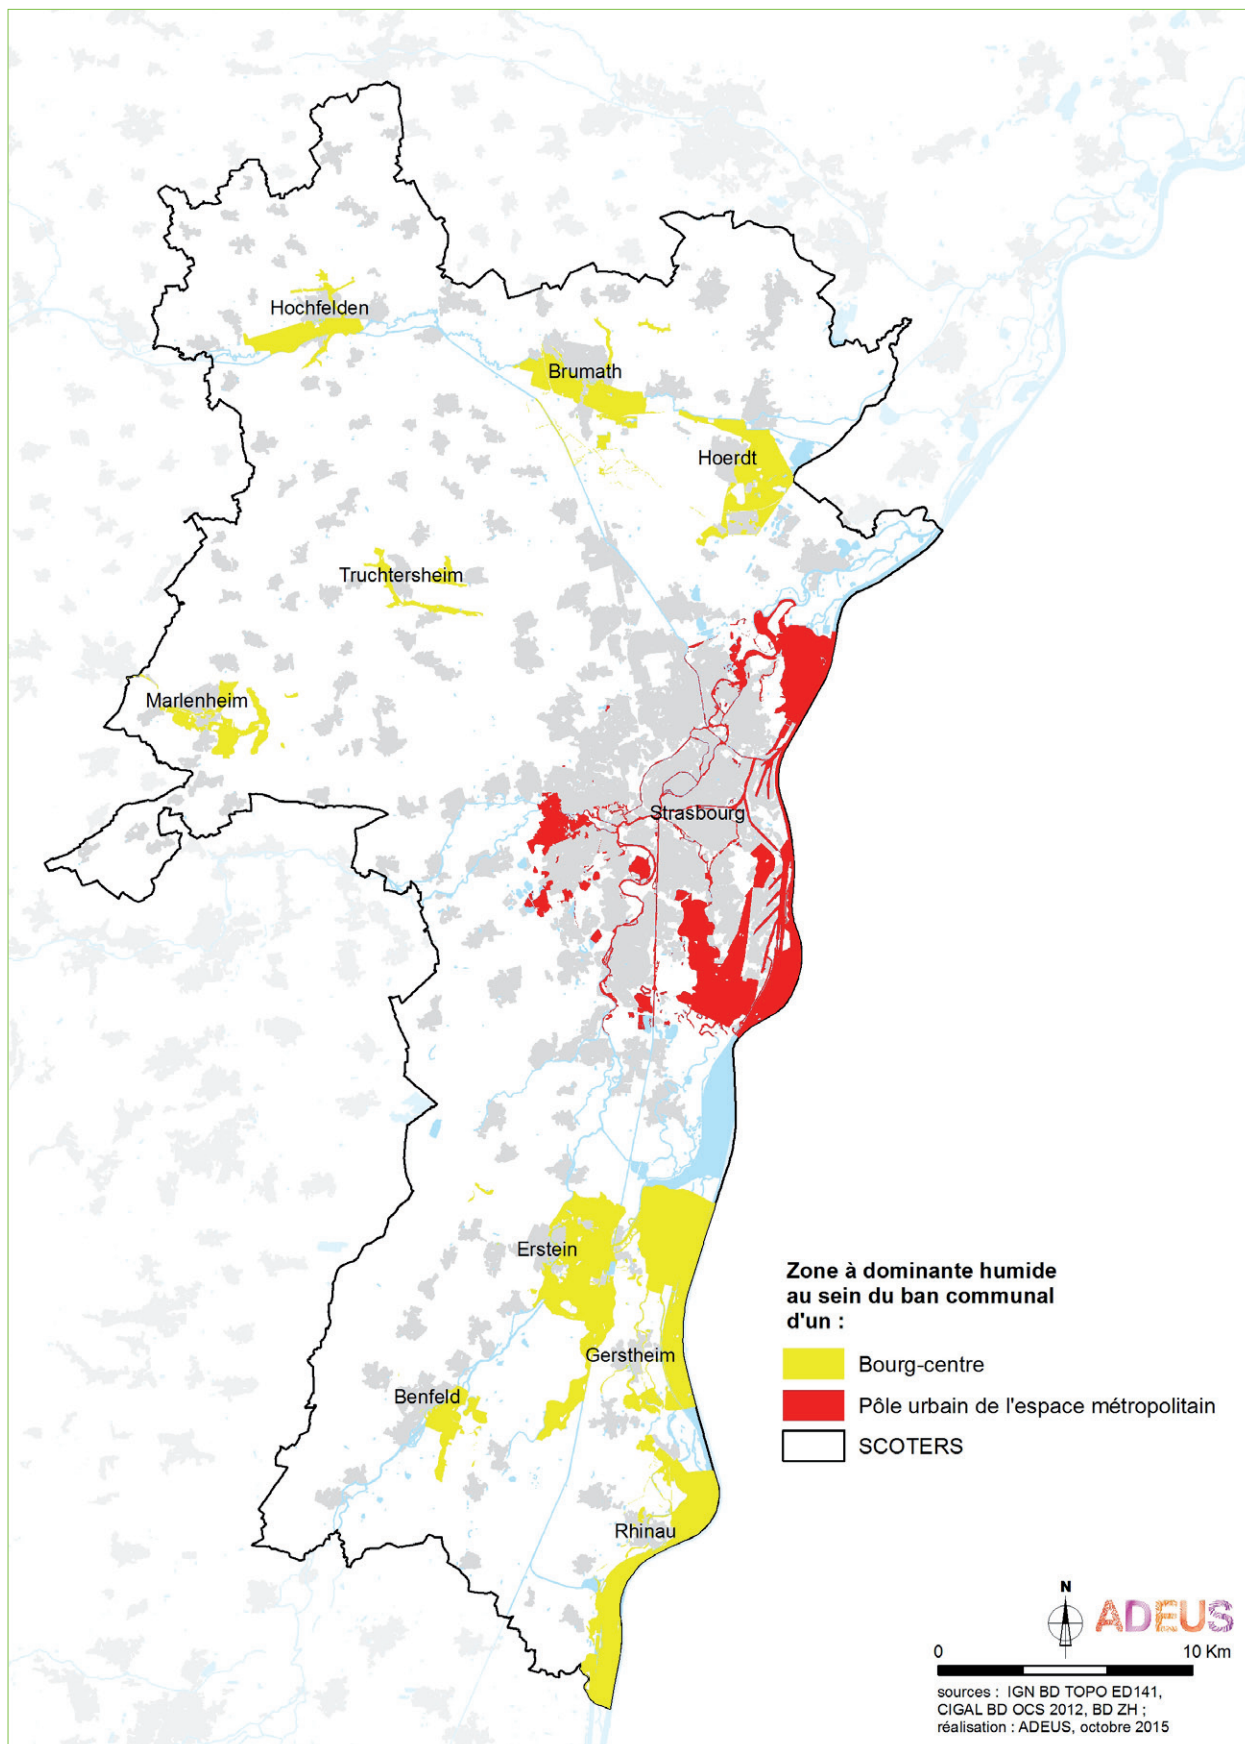 Hochfelden
Brumath
Hoerdt
Truchtersheim
Marlenheim
Strasbourg
Erstein
Gerstheim
Benfeld
Rhinau
Zone à dominante humide
au sein du ban communal
d'un :
Bourg-centre
Pôle urbain de l'espace métropolitain
SCOTERS
N
ADEUS
0 10 Km
sources : IGN BD TOPO ED141,
CIGAL BD OCS 2012, BD ZH ;
réalisation : ADEUS, octobre 2015